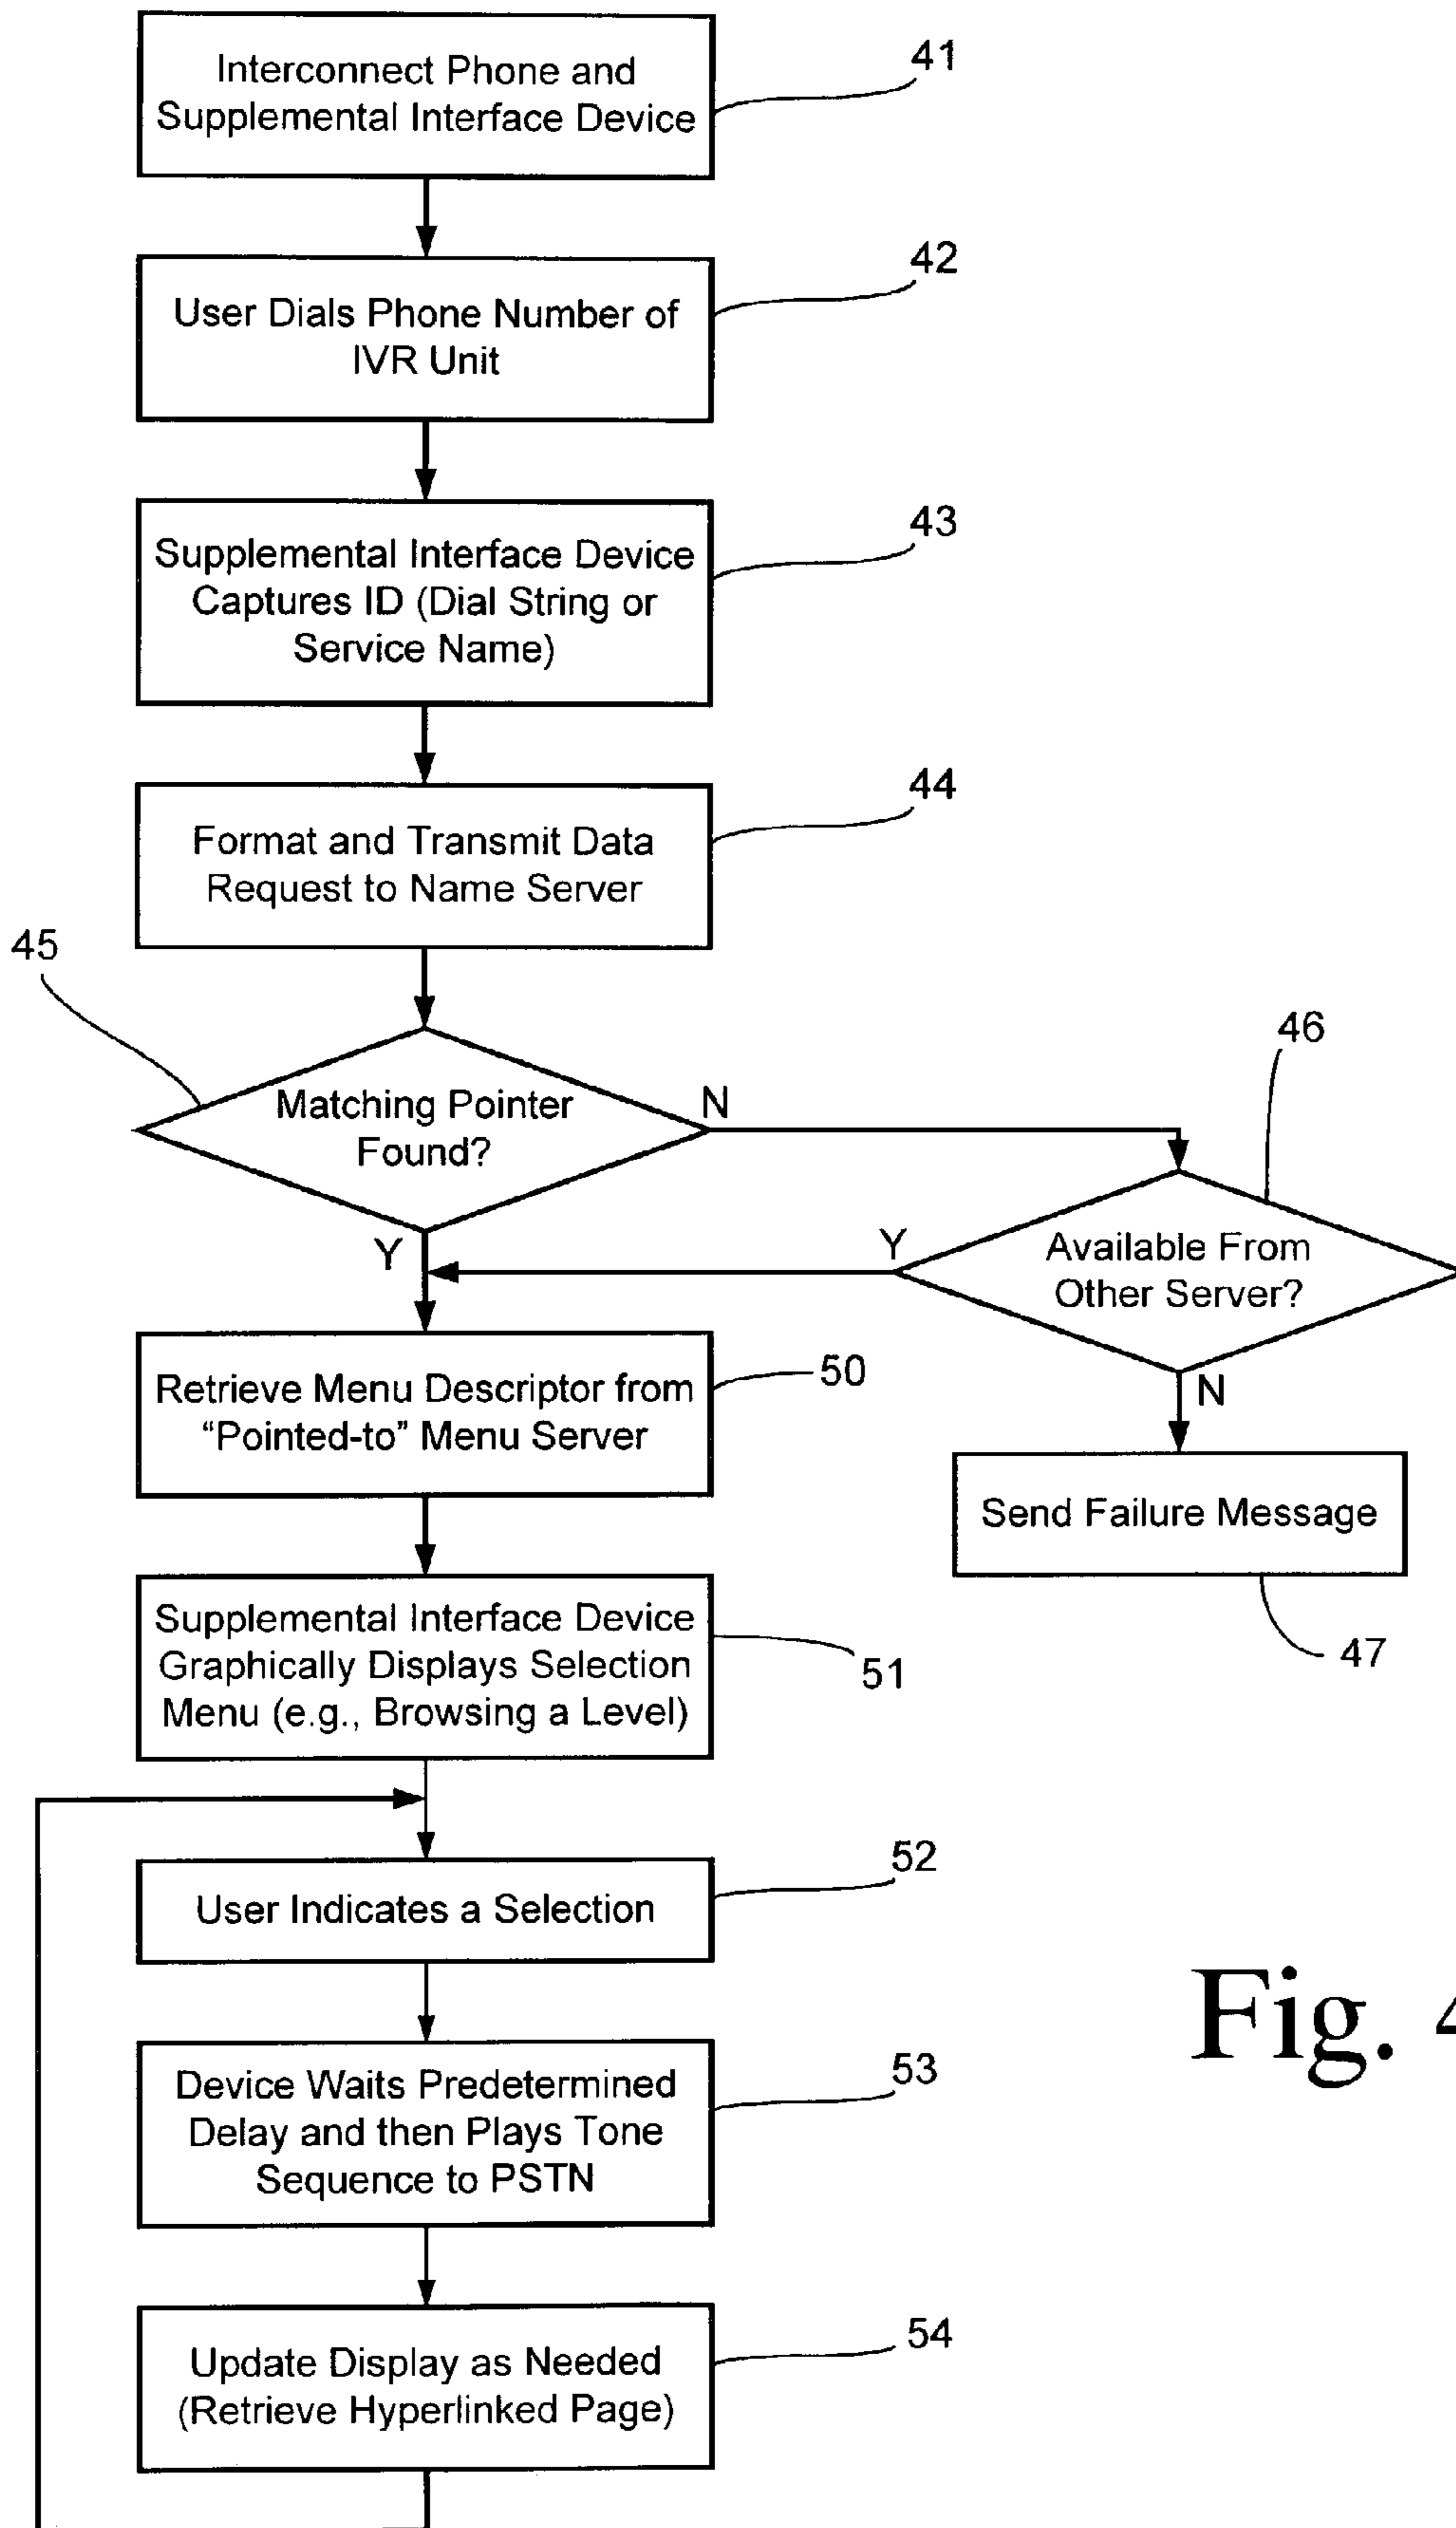 Interconnect Phone and
Supplemental Interface Device
41
User Dials Phone Number of
IVR Unit
42
Supplemental Interface Device
Captures ID (Dial String or
Service Name)
43
Format and Transmit Data
Request to Name Server
44
45
Matching Pointer
Found?
N
Y
46
Available From
Other Server?
Y
N
Retrieve Menu Descriptor from
“Pointed-to” Menu Server
50
Send Failure Message
47
Supplemental Interface Device
Graphically Displays Selection
Menu (e.g., Browsing a Level)
51
User Indicates a Selection
52
Device Waits Predetermined
Delay and then Plays Tone
Sequence to PSTN
53
Fig. 4
Update Display as Needed
(Retrieve Hyperlinked Page)
54